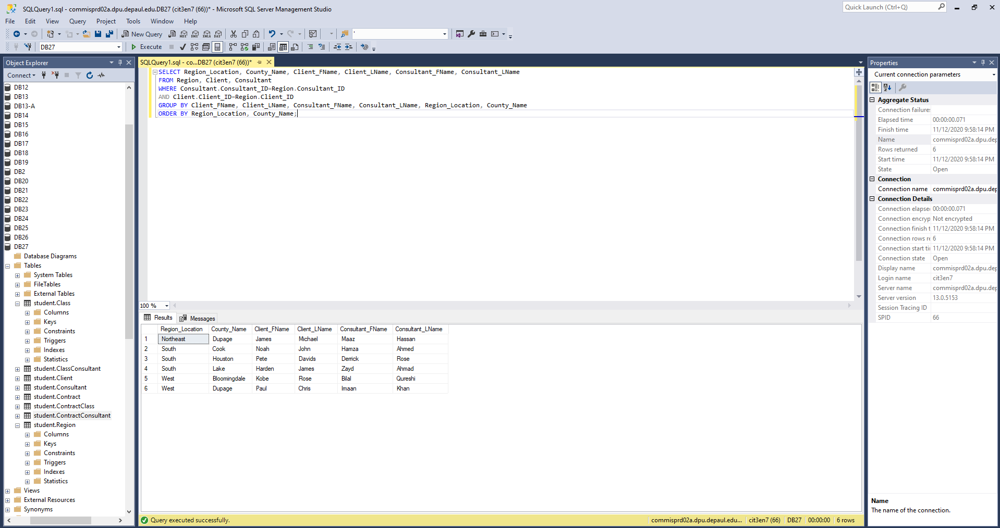 SQLQuery1.sql - commisprd02a.dpu.depaul.edu.DB27 (cit3en7 (66))* - Microsoft SQL Server Management Studio
Quick Launch (Ctrl+Q)
File Edit View Query Project Tools Window Help
New Query MDX DMX XMLA DAX '
DB27 Execute
Object Explorer
Connect
DB12
DB13
DB13-A
DB14
DB15
DB16
DB17
DB18
DB19
DB2
DB20
DB21
DB22
DB23
DB24
DB25
DB26
DB27
Database Diagrams
Tables
System Tables
FileTables
External Tables
student.Class
Columns
Keys
Constraints
Triggers
Indexes
Statistics
student.ClassConsultant
student.Client
student.Consultant
student.Contract
student.ContractClass
student.ContractConsultant
student.Region
Columns
Keys
Constraints
Triggers
Indexes
Statistics
Views
External Resources
Synonyms
SQLQuery1.sql - co...DB27 (cit3en7 (66))*
SELECT Region_Location, County_Name, Client_FName, Client_LName, Consultant_FName, Consultant_LName
FROM Region, Client, Consultant
WHERE Consultant.Consultant_ID=Region.Consultant_ID
AND Client.Client_ID=Region.Client_ID
GROUP BY Client_FName, Client_LName, Consultant_FName, Consultant_LName, Region_Location, County_Name
ORDER BY Region_Location, County_Name;
100 %
Results Messages
Region_Location County_Name Client_FName Client_LName Consultant_FName Consultant_LName
1 Northeast Dupage James Michael Maaz Hassan
2 South Cook Noah John Hamza Ahmed
3 South Houston Pete Davids Derrick Rose
4 South Lake Harden James Zayd Ahmad
5 West Bloomingdale Kobe Rose Bilal Qureshi
6 West Dupage Paul Chris Imaan Khan
Query executed successfully. commisprd02a.dpu.depaul.edu... cit3en7 (66) DB27 00:00:00 6 rows
Properties
Current connection parameters
Aggregate Status
Connection failures
Elapsed time 00:00:00.071
Finish time 11/12/2020 9:58:14 PM
Name commisprd02a.dpu.dep
Rows returned 6
Start time 11/12/2020 9:58:14 PM
State Open
Connection
Connection name commisprd02a.dpu.dep
Connection Details
Connection elapse 00:00:00.071
Connection encryp Not encrypted
Connection finish t 11/12/2020 9:58:14 PM
Connection rows re 6
Connection start ti 11/12/2020 9:58:14 PM
Connection state Open
Display name commisprd02a.dpu.dep
Login name cit3en7
Server name commisprd02a.dpu.dep
Server version 13.0.5153
Session Tracing ID
SPID 66
Name
The name of the connection.